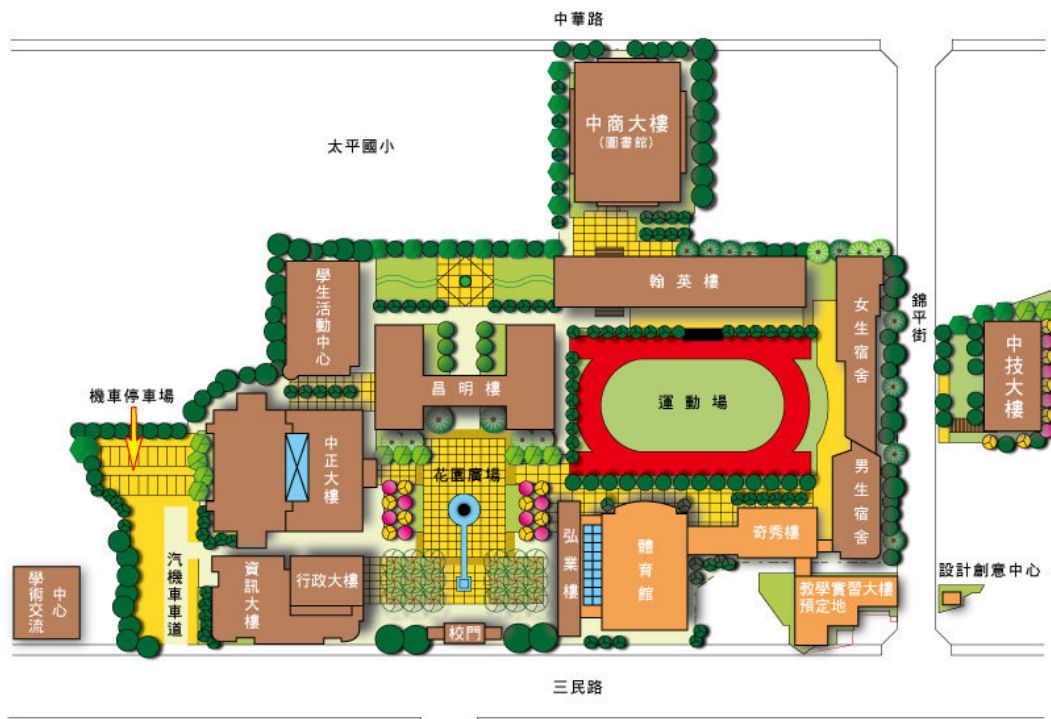 中華路
中商大樓
(圖書館)
太平國小
學生活動中心
翰英樓
女生宿舍
錦平街
中技大樓
昌明樓
運動場
機車停車場
中正大樓
花園廣場
男生宿舍
弘業樓
體育館
奇秀樓
汽機車車道
資訊大樓
行政大樓
教學實習大樓
預定地
設計創意中心
學術交流
中心
校門
三民路